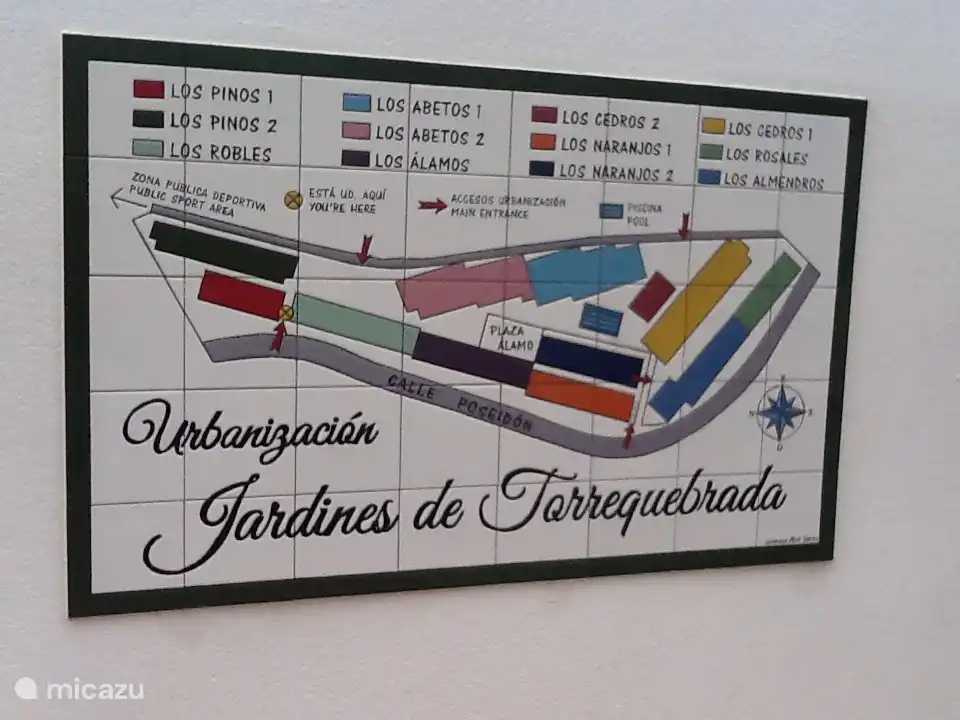 LOS PINOS 1
LOS PINOS 2
LOS ROBLES
LOS ABETOS 1
LOS ABETOS 2
LOS ÁLAMOS
LOS CEDROS 2
LOS NARANJOS 1
LOS NARANJOS 2
LOS CEDROS 1
LOS ROSALES
LOS ALMENDROS
ZONA PÚBLICA DEPORTIVA
PUBLIC SPORT AREA
ESTÁ UD. AQUÍ
YOU'RE HERE
ACCESOS URBANIZACIÓN
MAIN ENTRANCE
PISCINA
POOL
PLAZA
ÁLAMO
CALLE POSEIDÓN
Urbanización
Jardines de Torrequebrada
micazu